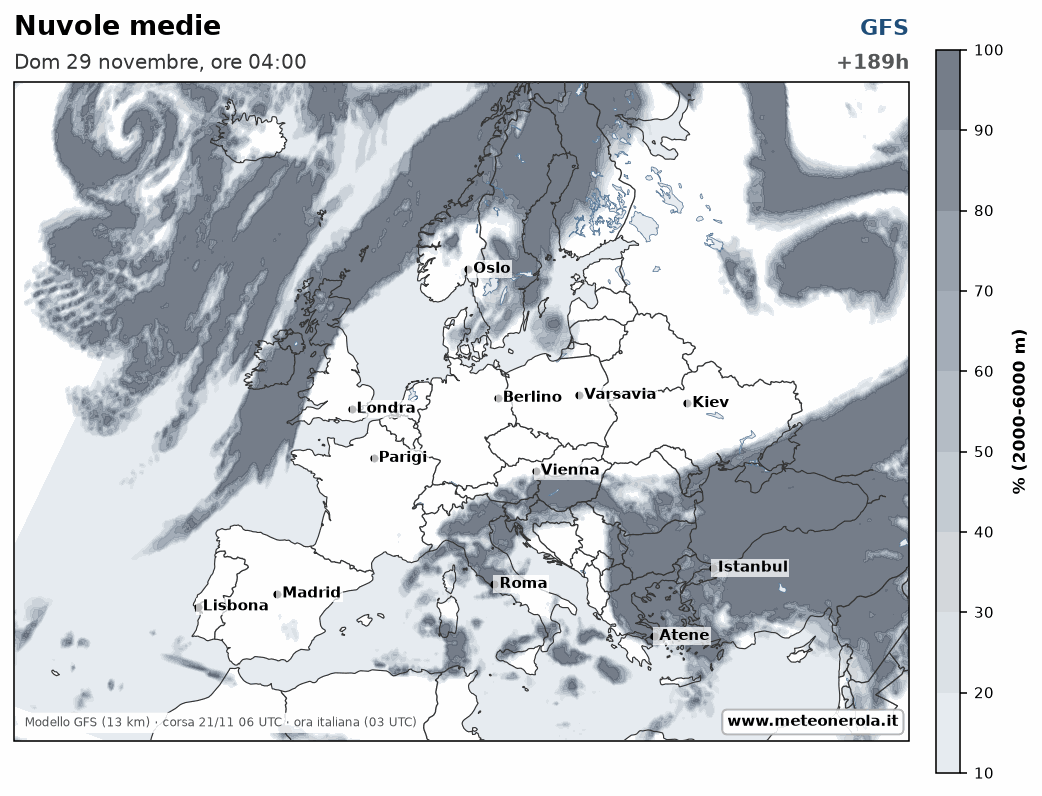 Nuvole medie
GFS
Dom 29 novembre, ore 04:00
+189h
100
90
80
70
60
50
40
30
20
10
% (2000-6000 m)
Oslo
Londra
Berlino
Varsavia
Kiev
Parigi
Vienna
Istanbul
Roma
Madrid
Lisbona
Atene
Modello GFS (13 km) · corsa 21/11 06 UTC · ora italiana (03 UTC)
www.meteonerola.it